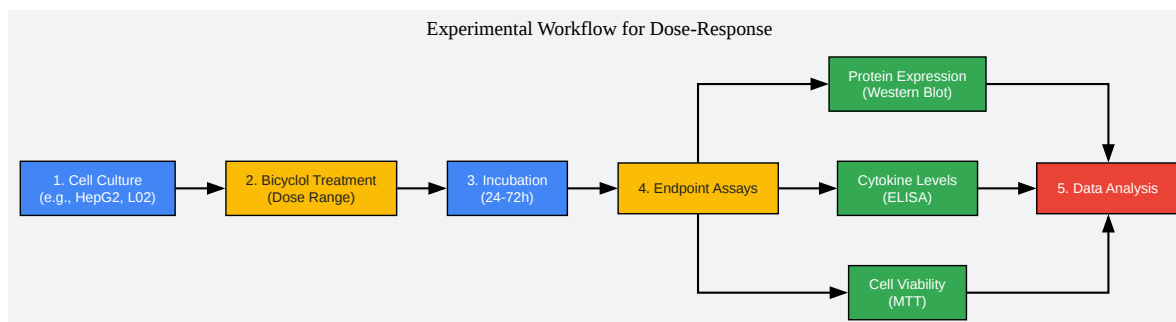 Experimental Workflow for Dose-Response
1. Cell Culture
(e.g., HepG2, L02)
2. Bicyclol Treatment
(Dose Range)
3. Incubation
(24-72h)
4. Endpoint Assays
Protein Expression
(Western Blot)
Cytokine Levels
(ELISA)
Cell Viability
(MTT)
5. Data Analysis